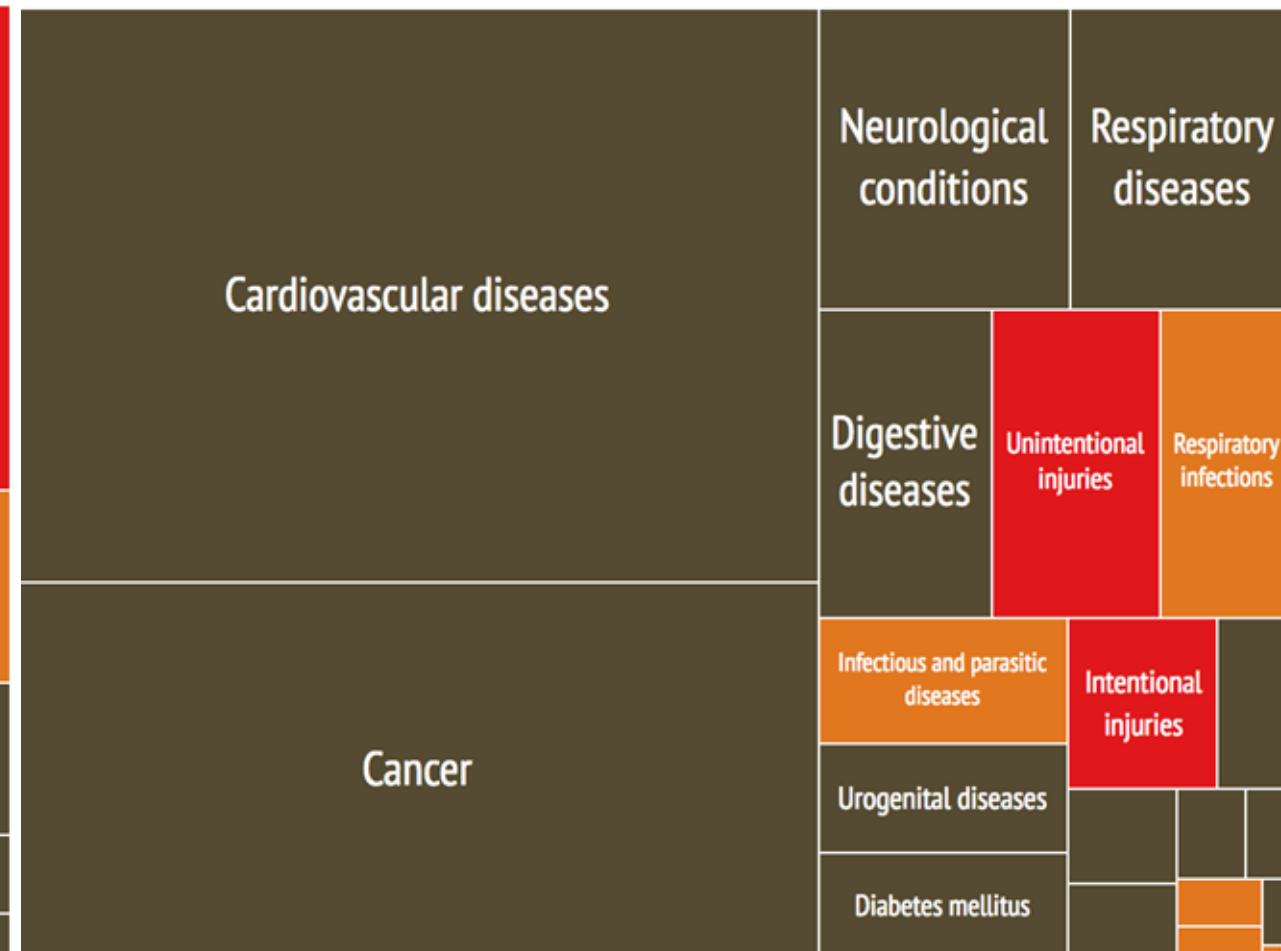 Cardiovascular diseases
Neurological
conditions
Respiratory
diseases
Digestive
diseases
Unintentional
injuries
Respiratory
infections
Cancer
Infectious and parasitic
diseases
Intentional
injuries
Urogenital diseases
Diabetes mellitus